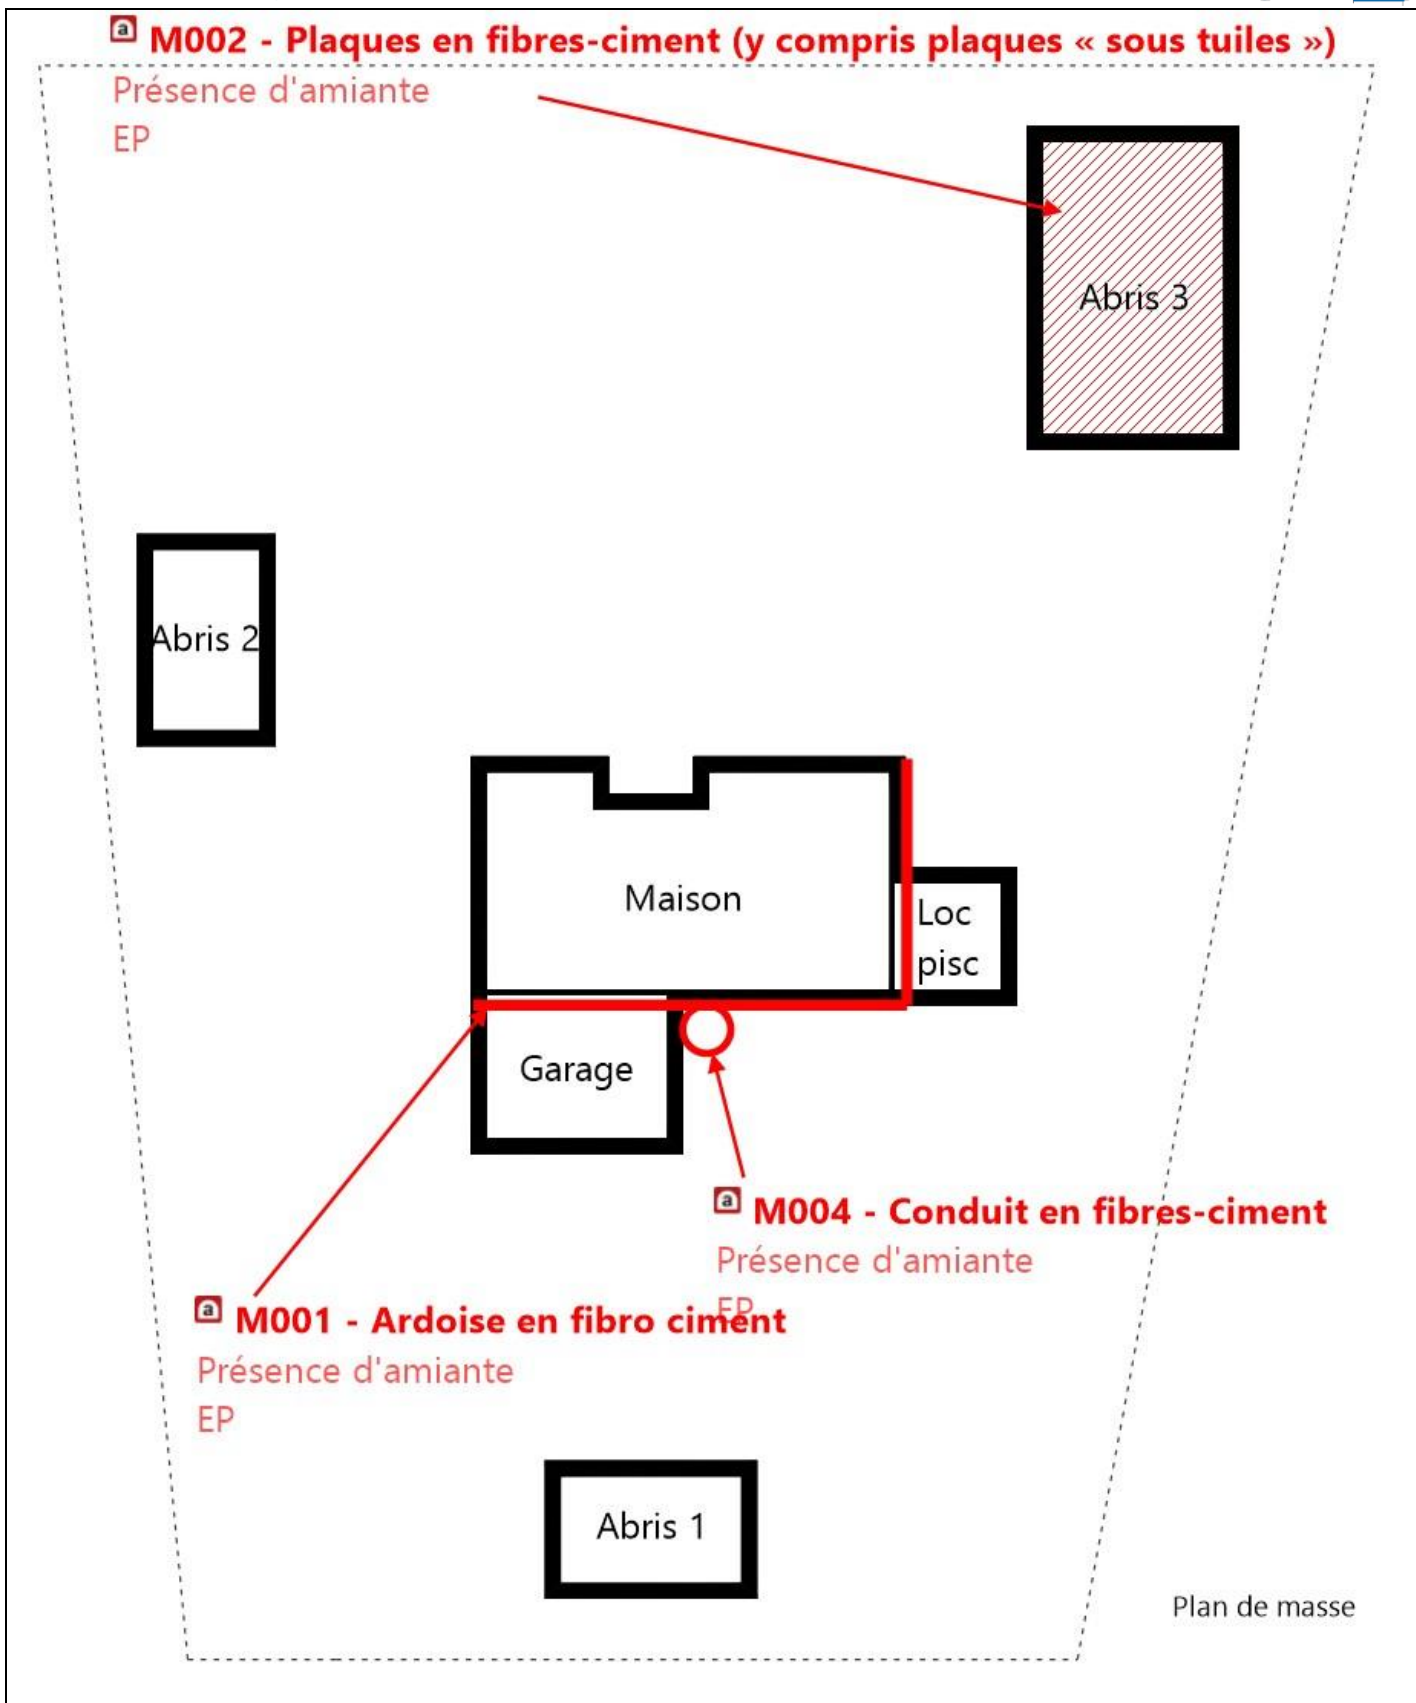 a M002 - Plaques en fibres-ciment (y compris plaques « sous tuiles »)
Présence d'amiante
EP
Abris 3
Abris 2
Maison
Loc
pisc
Garage
a M004 - Conduit en fibres-ciment
Présence d'amiante
EP
a M001 - Ardoise en fibro ciment
Présence d'amiante
EP
Abris 1
Plan de masse